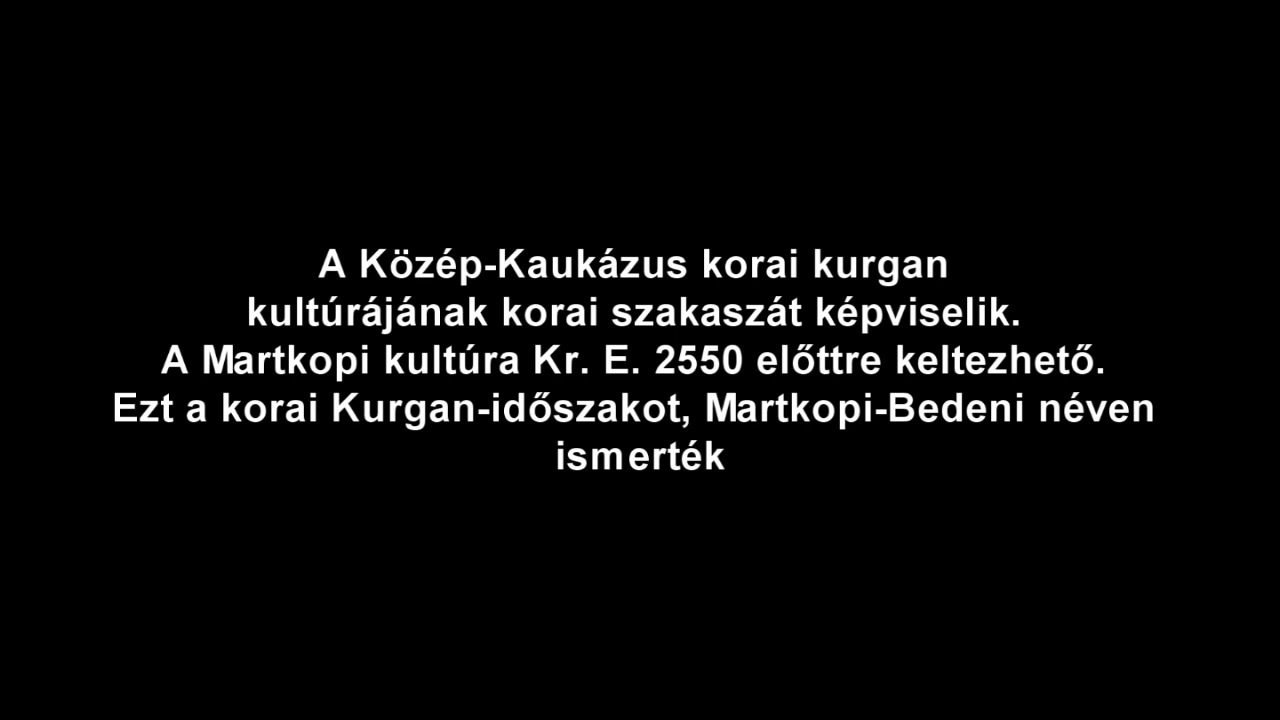 A Közép-Kaukázus korai kurgan
kultúrájának korai szakaszát képviselik.
A Martkopi kultúra Kr. E. 2550 előttre keltezhető.
Ezt a korai Kurgan-időszakot, Martkopi-Bedeni néven
ismerték